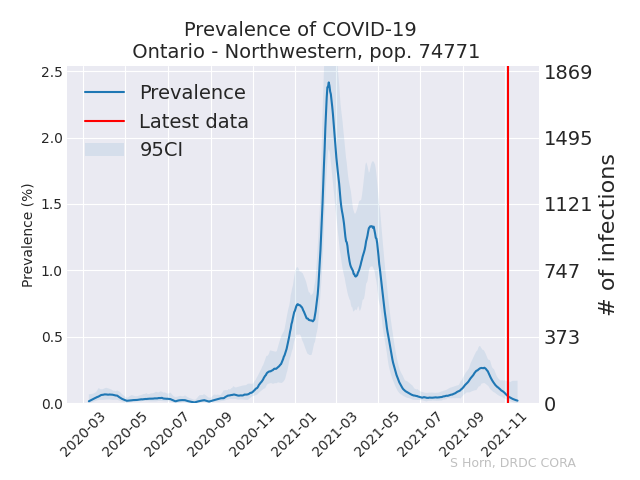 Prevalence of COVID-19
Ontario - Northwestern, pop. 74771
2.5
2.0
1.5
1.0
0.5
0.0
Prevalence (%)
Prevalence
Latest data
95CI
1869
1495
1121
747
373
0
# of infections
2020-03
2020-05
2020-07
2020-09
2020-11
2021-01
2021-03
2021-05
2021-07
2021-09
2021-11
S Horn, DRDC CORA